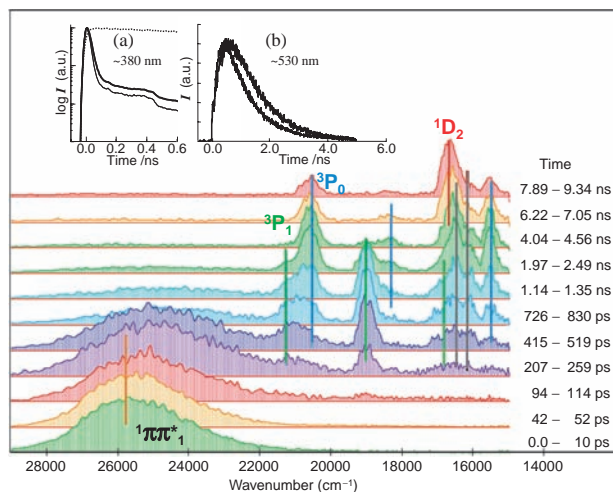 (a)
~380 nm
log I (a.u.)
0.0 0.2 0.4 0.6
Time /ns
(b)
~530 nm
I (a.u.)
0.0 2.0 4.0 6.0
Time /ns
¹D₂
³P₀
³P₁
¹ππ*₁
Time
7.89 – 9.34 ns
6.22 – 7.05 ns
4.04 – 4.56 ns
1.97 – 2.49 ns
1.14 – 1.35 ns
726 – 830 ps
415 – 519 ps
207 – 259 ps
94 – 114 ps
42 – 52 ps
0.0 – 10 ps
28000 26000 24000 22000 20000 18000 16000 14000
Wavenumber (cm⁻¹)